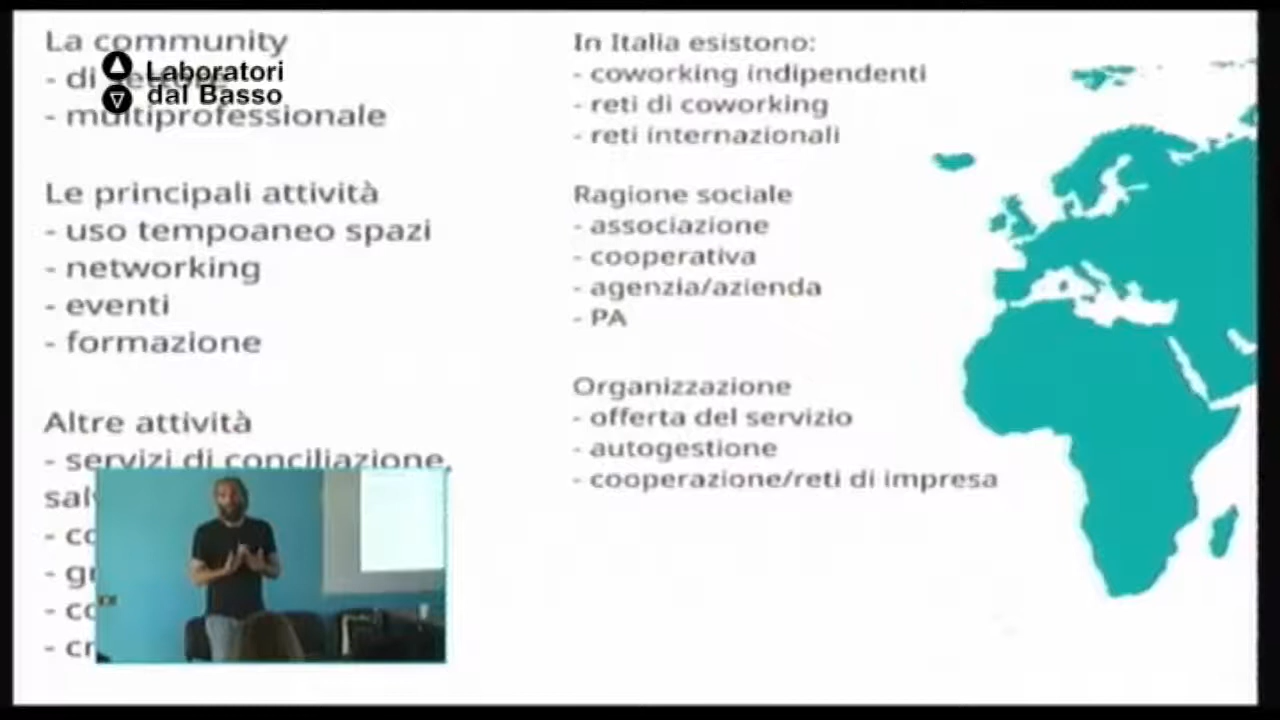 La community
- di
- multiprofessionale
Laboratori
dal Basso
Le principali attività
- uso tempoaneo spazi
- networking
- eventi
- formazione
Altre attività
- servizi di conciliazione,
In Italia esistono:
- coworking indipendenti
- reti di coworking
- reti internazionali
Ragione sociale
- associazione
- cooperativa
- agenzia/azienda
- PA
Organizzazione
- offerta del servizio
- autogestione
- cooperazione/reti di impresa